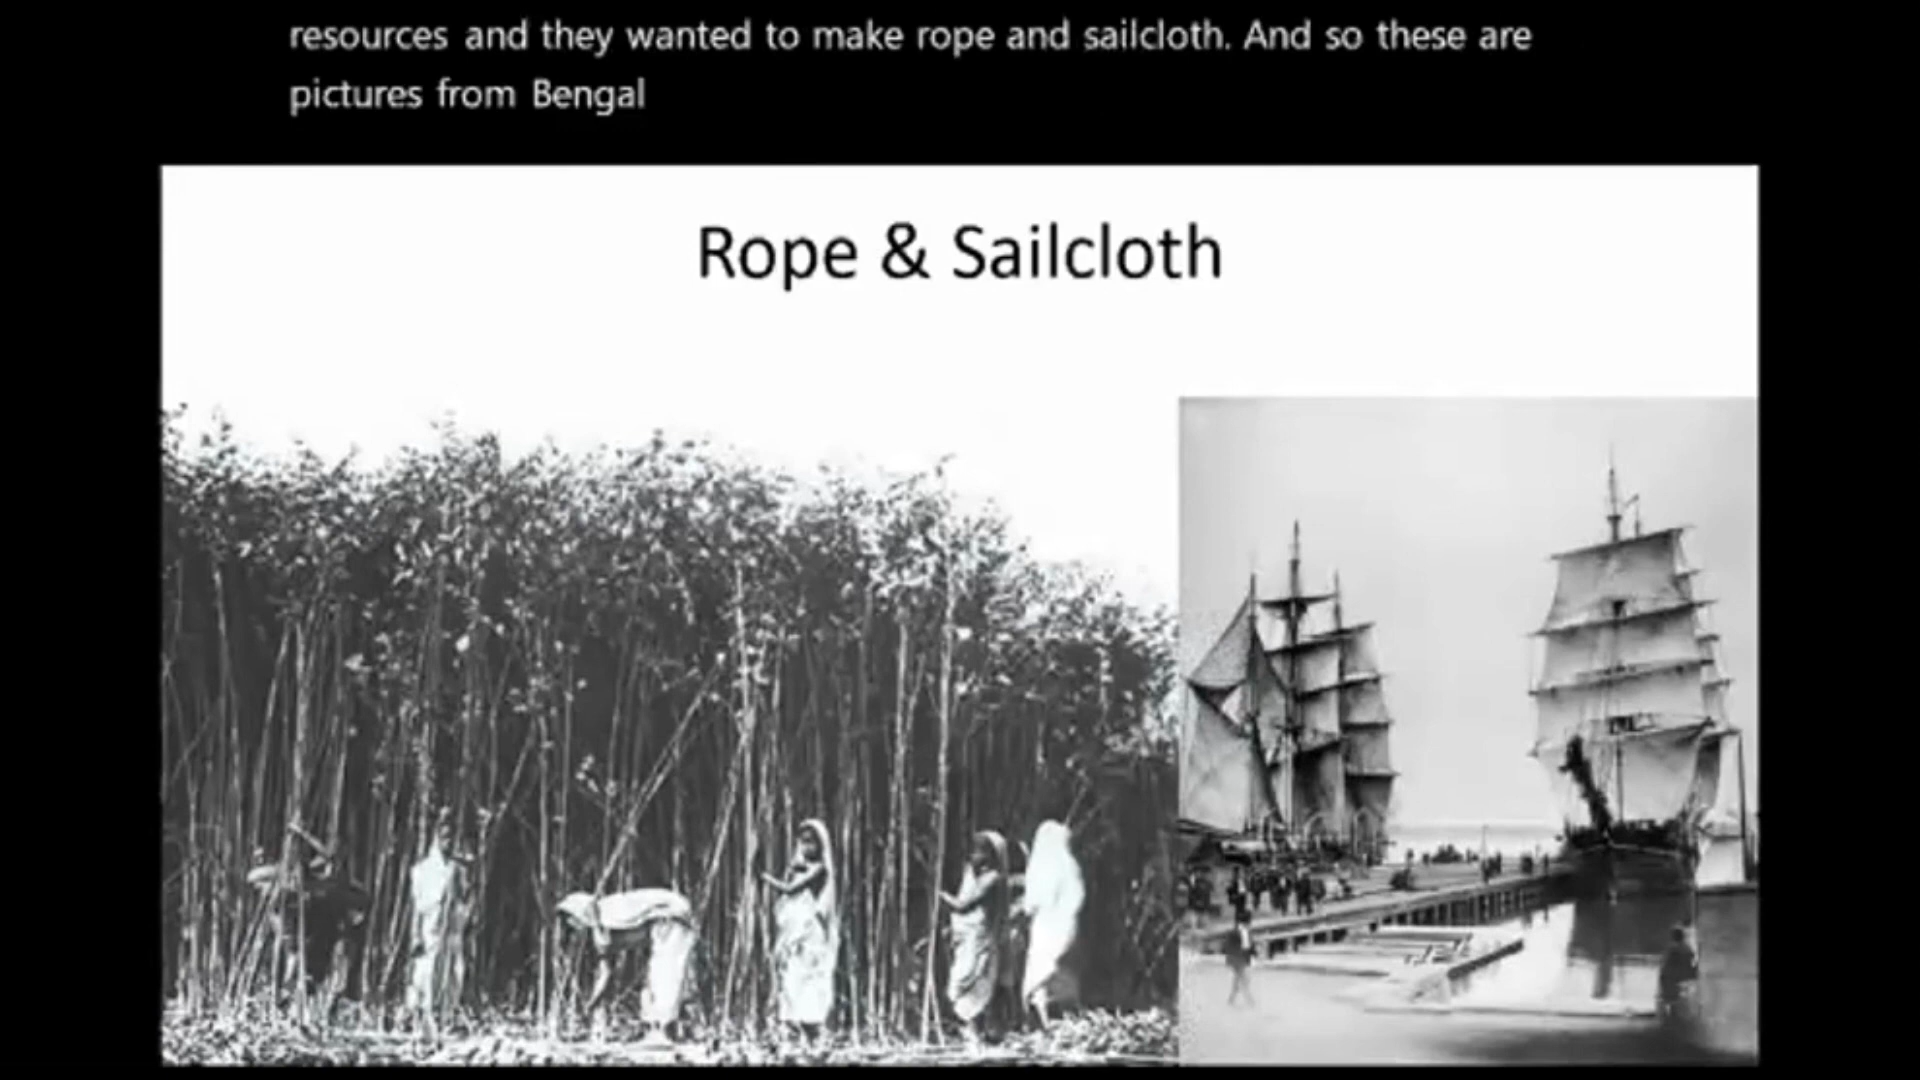 resources and they wanted to make rope and sailcloth. And so these are
pictures from Bengal
Rope & Sailcloth